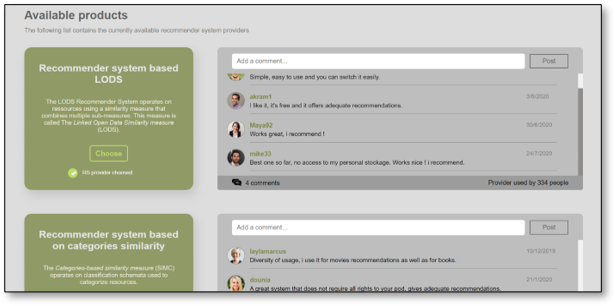 Available products
The following list contains the currently available recommender system providers
Recommender system based
LODS
The LODS Recommender System operates on
ressources using a similarity measure that
combines multiple sub-measures. This measure is
called The Linked Open Data Similarity measure
(LODS).
Choose
RS provider choosed
Add a comment...
Post
Simple, easy to use and you can switch it easily.
akram1
3/8/2020
I like it, it's free and it offers adequate recommendations.
Maya92
30/8/2020
Works great, i recommend !
mike33
24/7/2020
Best one so far, no access to my personal stockage. Works nice ! i recommend.
4 comments
Provider used by 334 people
Recommender system based
on categories similarity
The Categories-based similarity measure (SiMC)
operates on classification schemata used to
categorize resources.
Add a comment...
Post
laylamarcus
10/12/2019
Diversity of usage, i use it for movies recommendations as well as for books.
dounia
21/1/2020
A great system that does not require all rights to your pod, gives adequate recommendations.